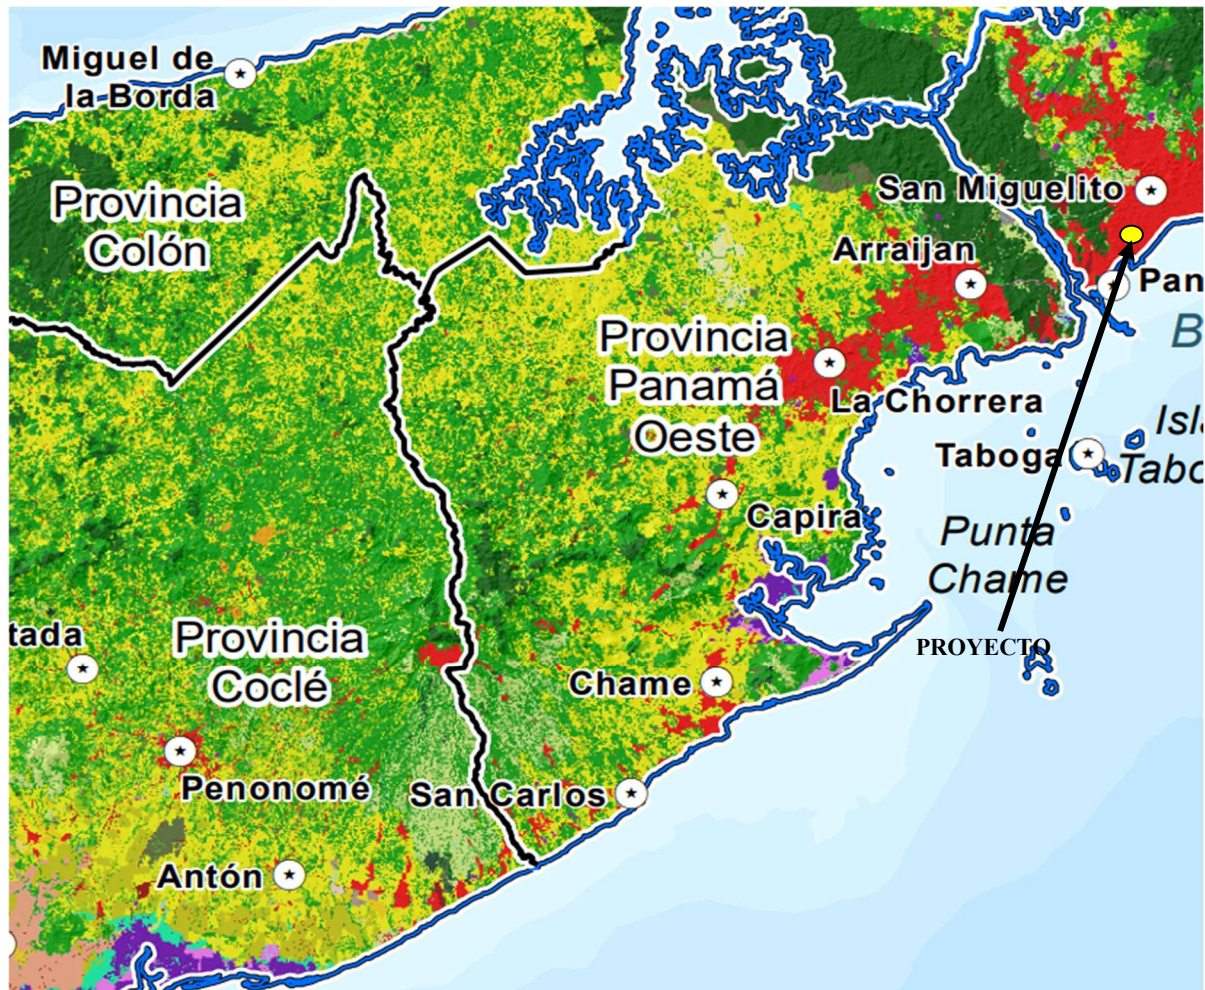 Miguel de
la Borda
Provincia
Colón
San Miguelito
Arraijan
Pan
B
Provincia
Panamá
Oeste
La Chorrera
Isla
Taboga
Tabo
Capira
Punta
Chame
tada
Provincia
Coclé
PROYECTO
Chame
Penonomé
San Carlos
Antón